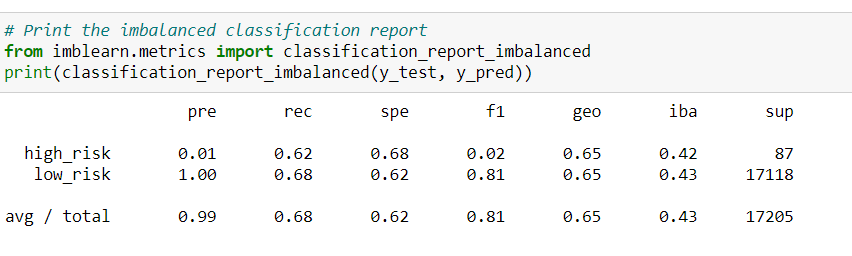 # Print the imbalanced classification report
from imblearn.metrics import classification_report_imbalanced
print(classification_report_imbalanced(y_test, y_pred))
pre rec spe f1 geo iba sup
high_risk 0.01 0.62 0.68 0.02 0.65 0.42 87
low_risk 1.00 0.68 0.62 0.81 0.65 0.43 17118
avg / total 0.99 0.68 0.62 0.81 0.65 0.43 17205